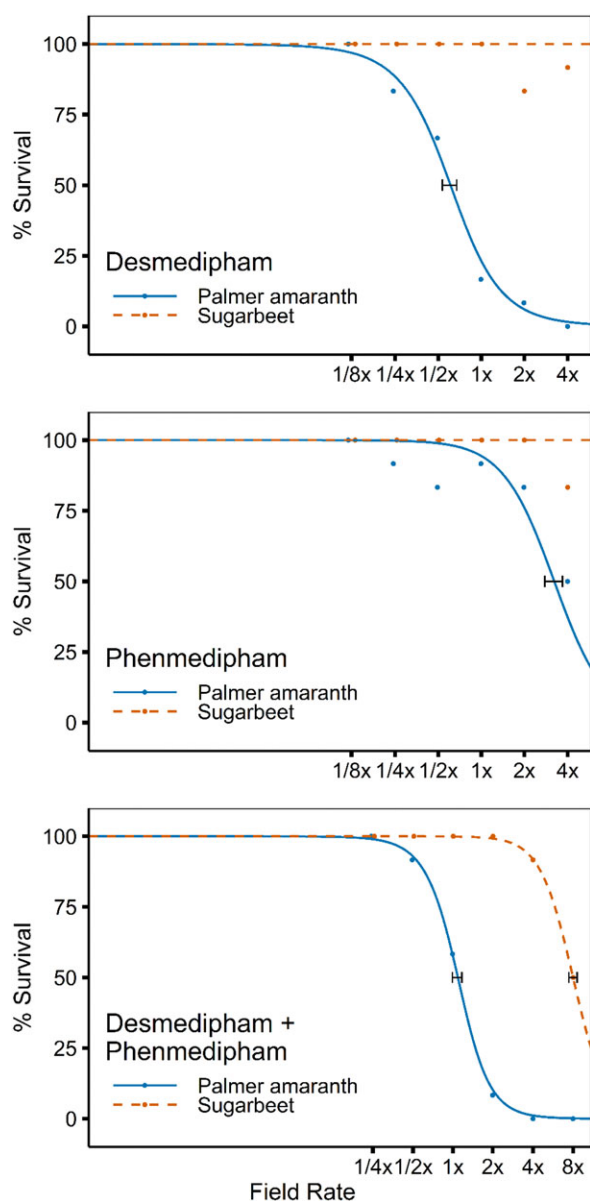 100
75
50
25
0
% Survival
Desmedipham
Palmer amaranth
Sugarbeet
1/8x 1/4x 1/2x 1x 2x 4x
100
75
50
25
0
% Survival
Phenmedipham
Palmer amaranth
Sugarbeet
1/8x 1/4x 1/2x 1x 2x 4x
100
75
50
25
0
% Survival
Desmedipham +
Phenmedipham
Palmer amaranth
Sugarbeet
1/4x 1/2x 1x 2x 4x 8x
Field Rate